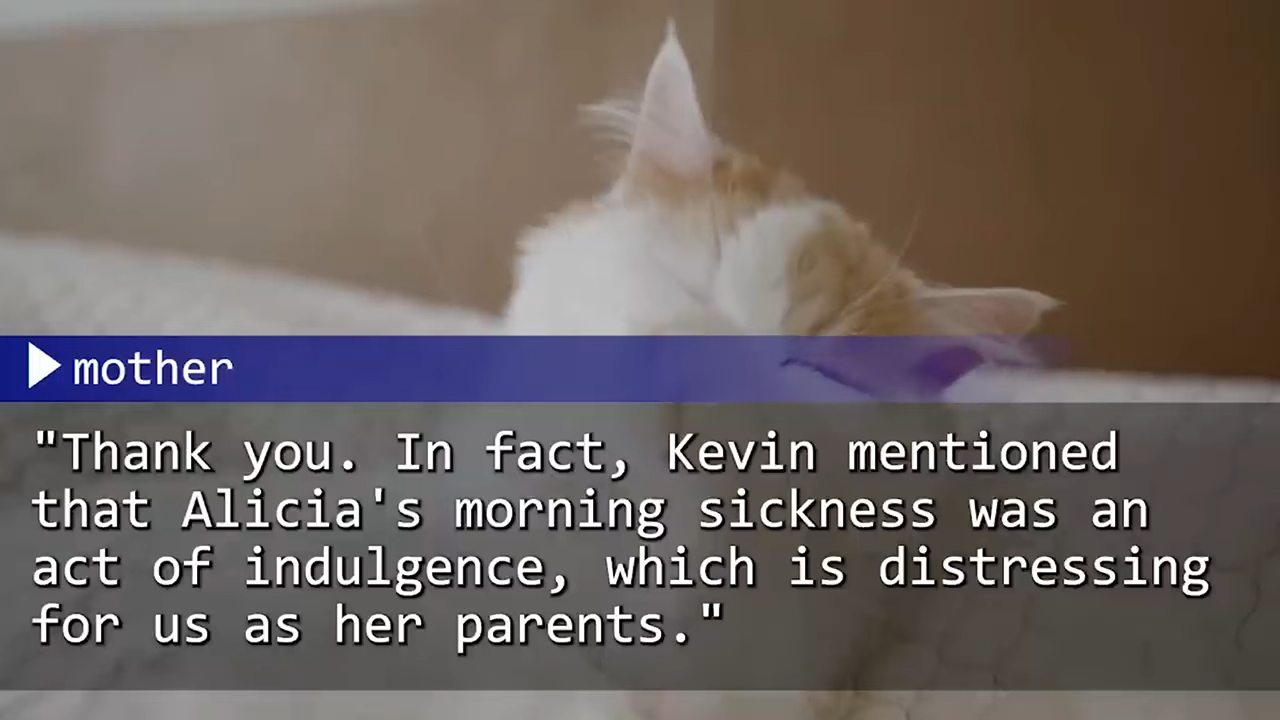 mother
"Thank you. In fact, Kevin mentioned
that Alicia's morning sickness was an
act of indulgence, which is distressing
for us as her parents."